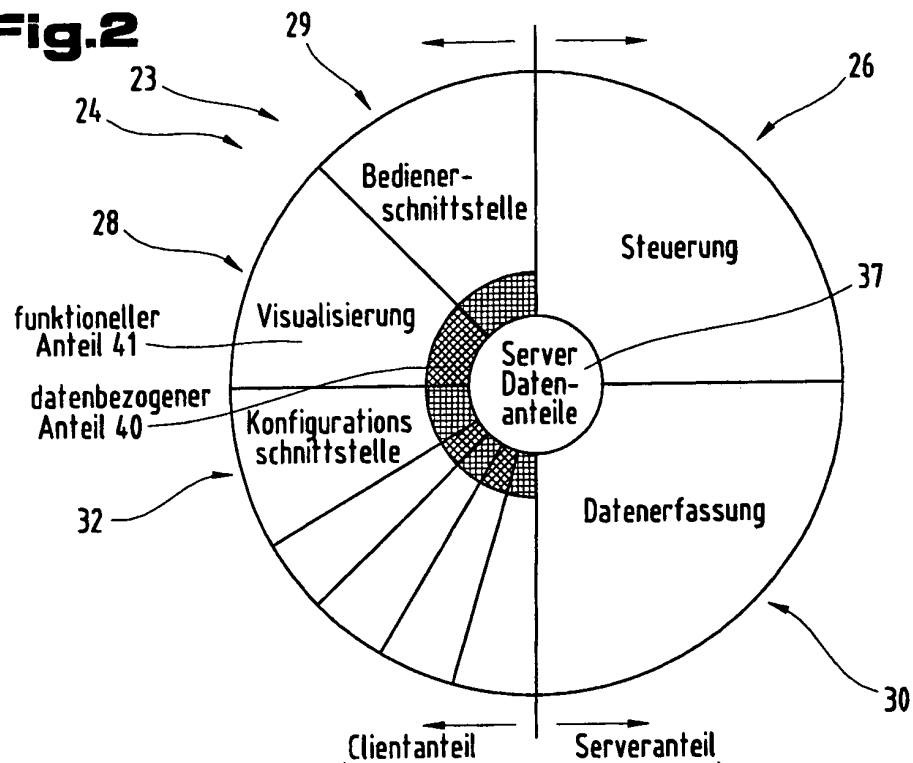 Fig.2
29
23
24
26
Bediener-
schnittstelle
28
Steuerung
37
funktioneller
Anteil 41
Visualisierung
Server
Daten-
anteile
datenbezogener
Anteil 40
Konfigurations
schnittstelle
32
Datenerfassung
30
Clientanteil
Serveranteil